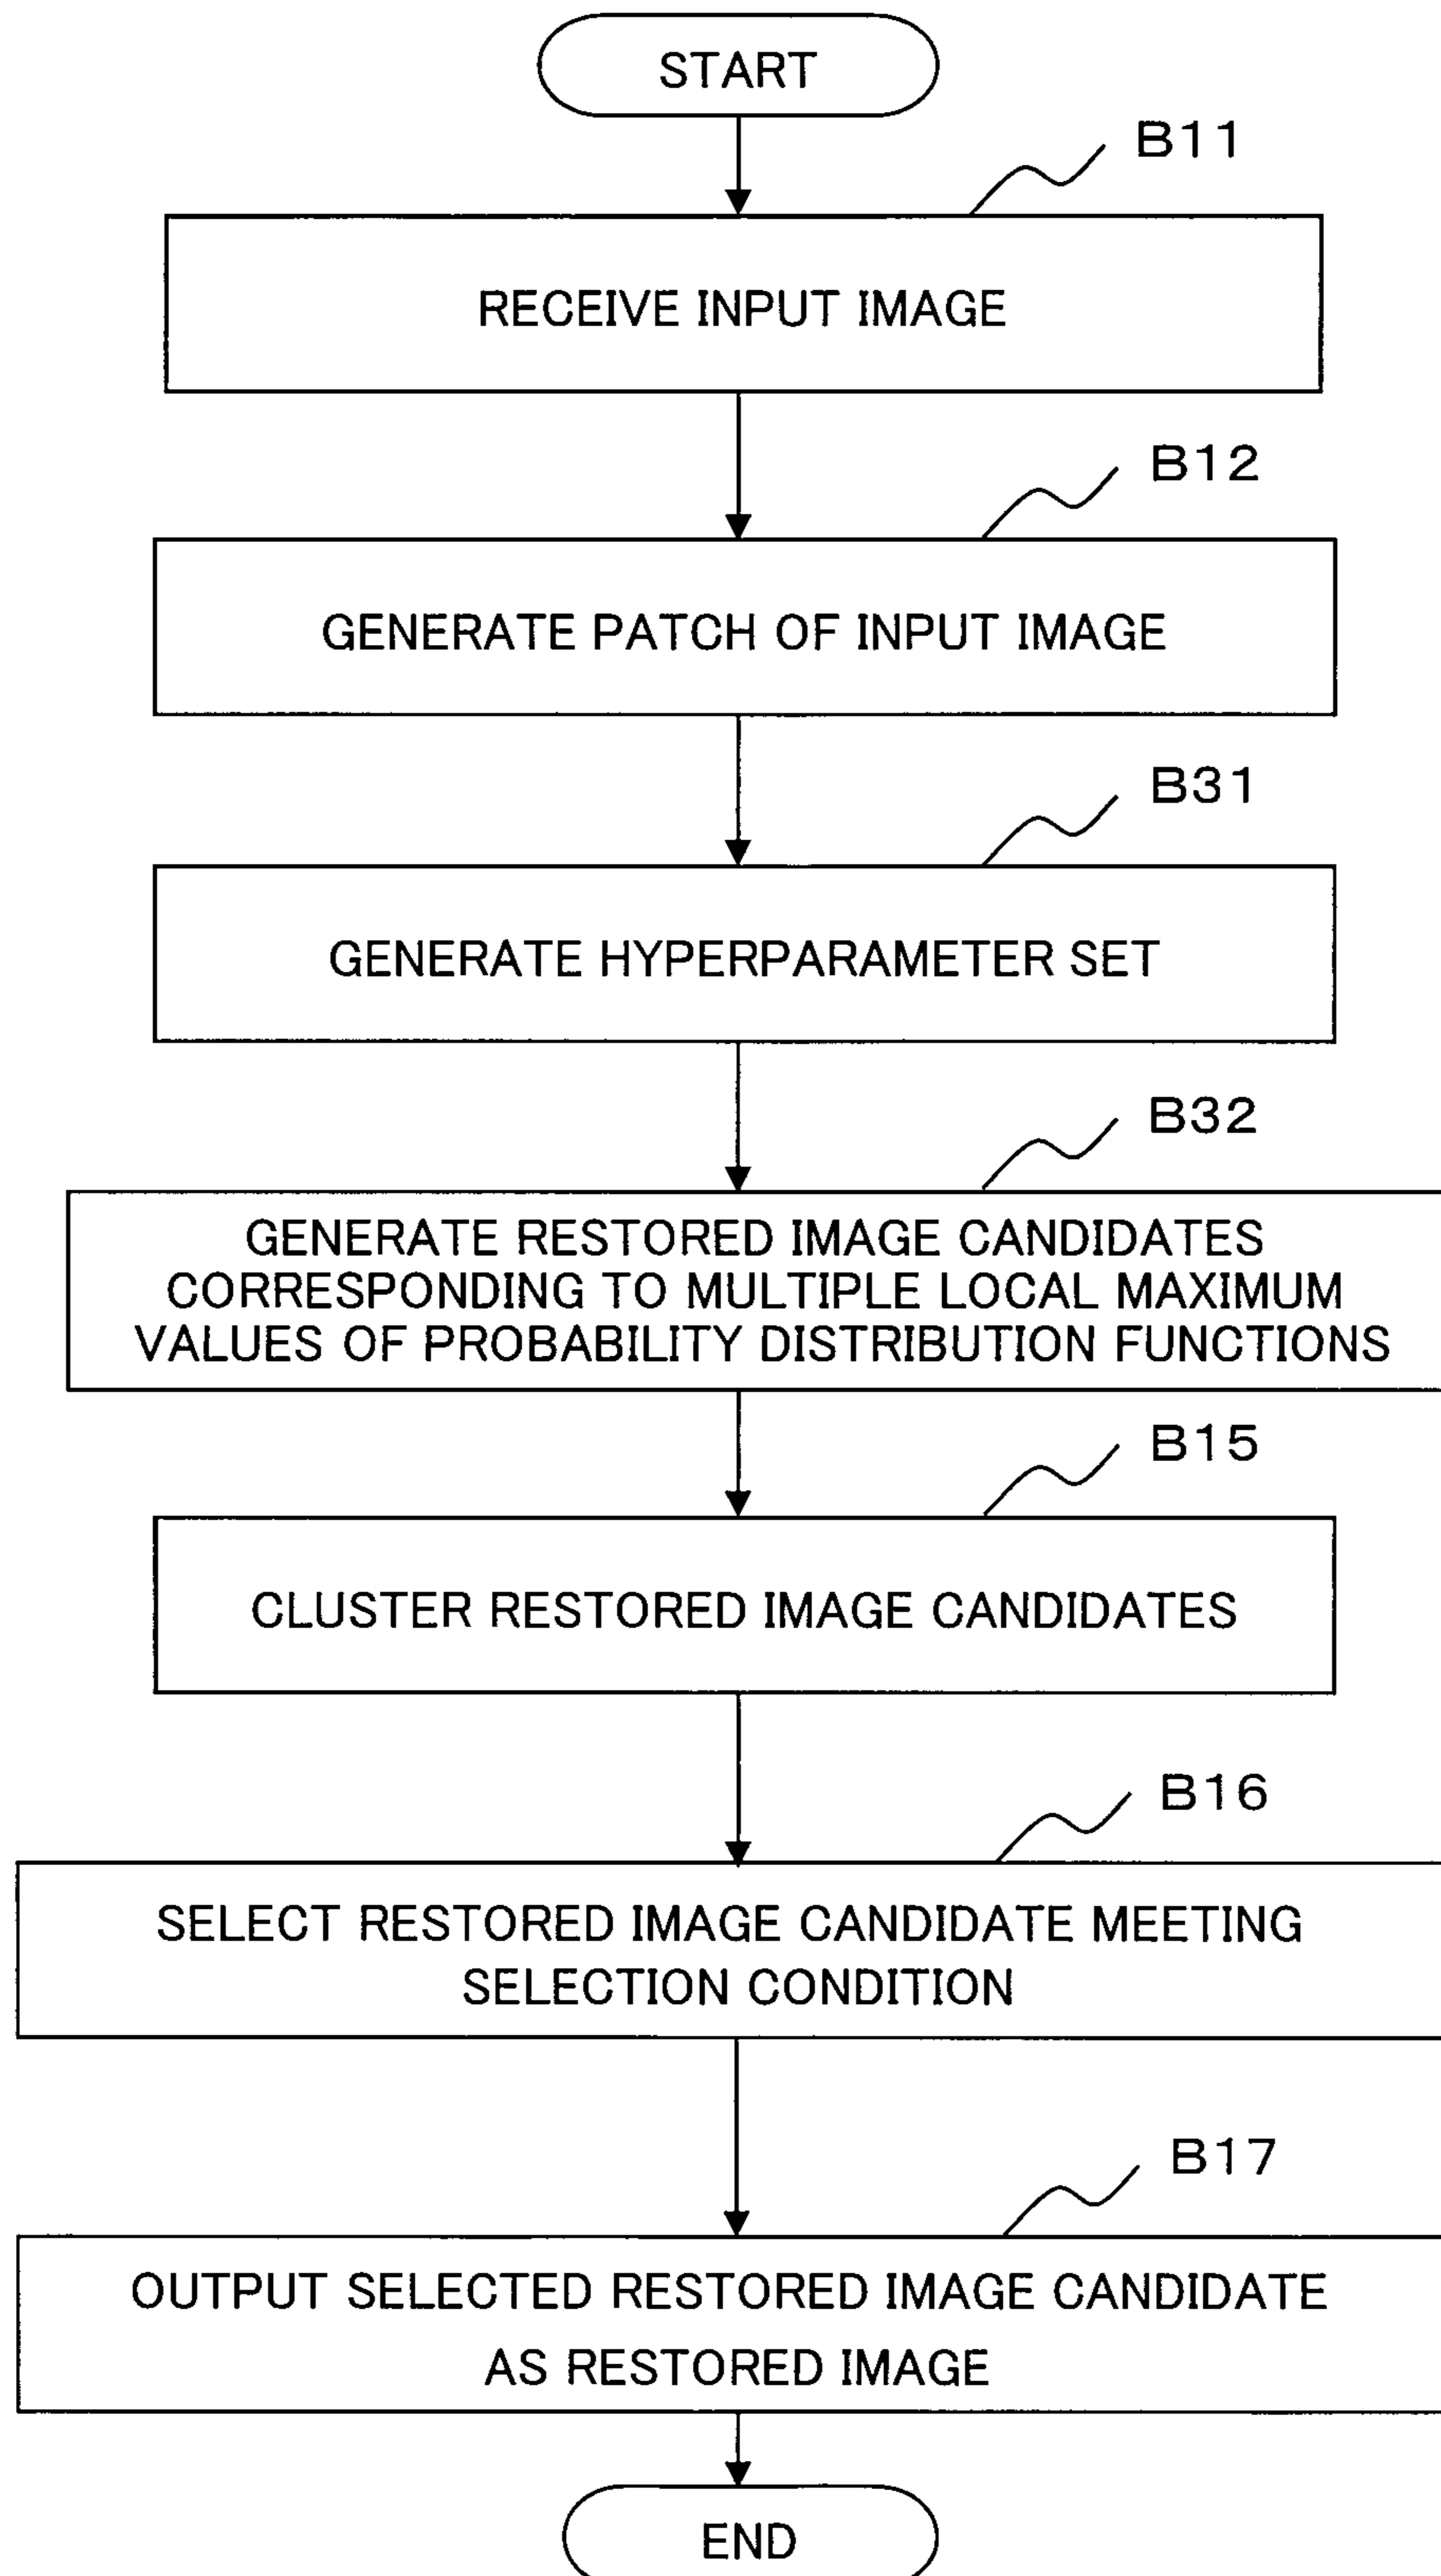 START
B11
RECEIVE INPUT IMAGE
B12
GENERATE PATCH OF INPUT IMAGE
B31
GENERATE HYPERPARAMETER SET
B32
GENERATE RESTORED IMAGE CANDIDATES
CORRESPONDING TO MULTIPLE LOCAL MAXIMUM
VALUES OF PROBABILITY DISTRIBUTION FUNCTIONS
B15
CLUSTER RESTORED IMAGE CANDIDATES
B16
SELECT RESTORED IMAGE CANDIDATE MEETING
SELECTION CONDITION
B17
OUTPUT SELECTED RESTORED IMAGE CANDIDATE
AS RESTORED IMAGE
END